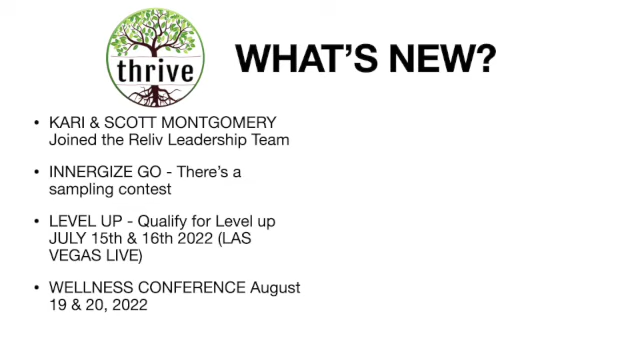 thrive
WHAT’S NEW?
• KARI & SCOTT MONTGOMERY
Joined the Reliv Leadership Team
• INNERGIZE GO - There’s a
sampling contest
• LEVEL UP - Qualify for Level up
JULY 15th & 16th 2022 (LAS
VEGAS LIVE)
• WELLNESS CONFERENCE August
19 & 20, 2022